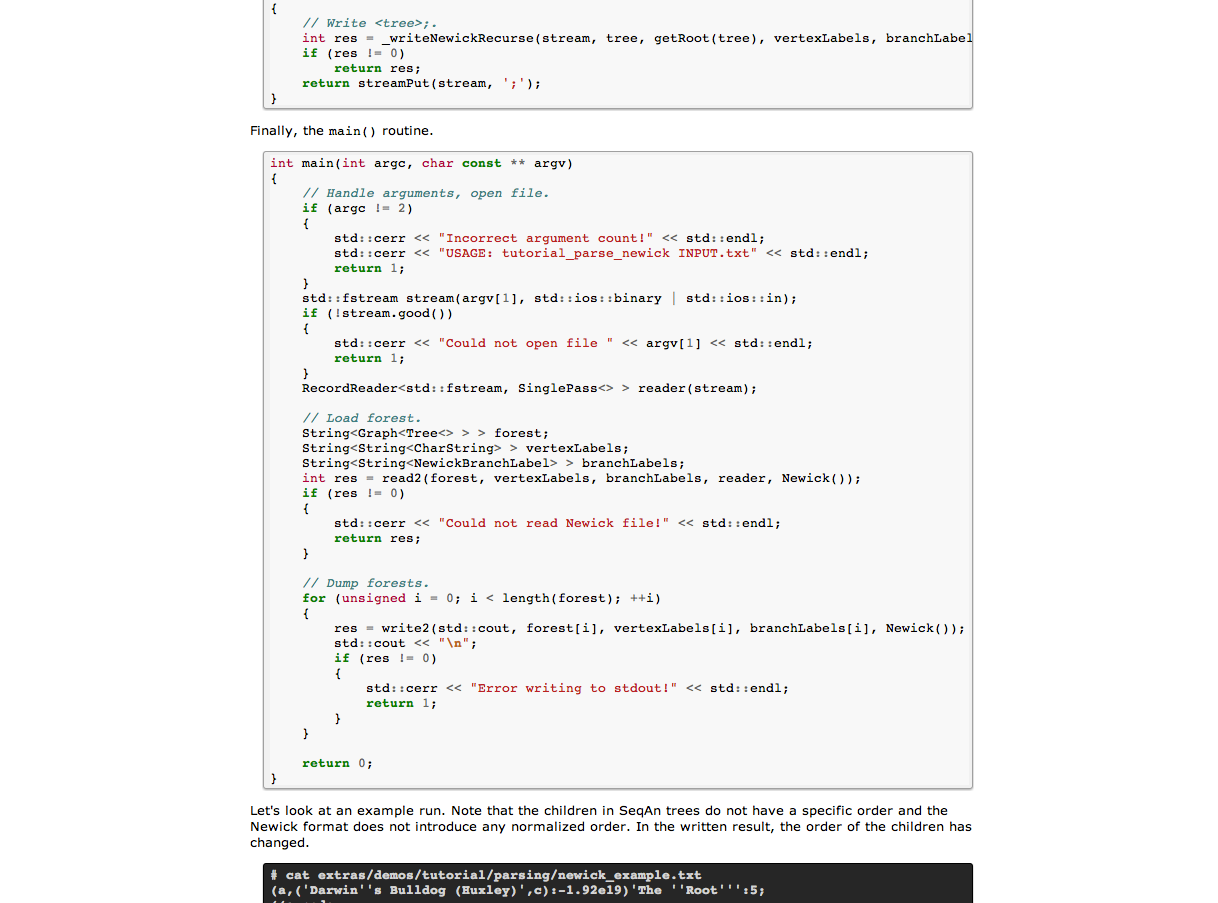 {
    // Write <tree>;.
    int res = _writeNewickRecurse(stream, tree, getRoot(tree), vertexLabels, branchLabel
    if (res != 0)
        return res;
    return streamPut(stream, ';');
}
Finally, the main() routine.
int main(int argc, char const ** argv)
{
    // Handle arguments, open file.
    if (argc != 2)
    {
        std::cerr << "Incorrect argument count!" << std::endl;
        std::cerr << "USAGE: tutorial_parse_newick INPUT.txt" << std::endl;
        return 1;
    }
    std::fstream stream(argv[1], std::ios::binary | std::ios::in);
    if (!stream.good())
    {
        std::cerr << "Could not open file " << argv[1] << std::endl;
        return 1;
    }
    RecordReader<std::fstream, SinglePass<> > reader(stream);
    // Load forest.
    String<Graph<Tree<> > > forest;
    String<String<CharString> > vertexLabels;
    String<String<NewickBranchLabel> > branchLabels;
    int res = read2(forest, vertexLabels, branchLabels, reader, Newick());
    if (res != 0)
    {
        std::cerr << "Could not read Newick file!" << std::endl;
        return res;
    }
    // Dump forests.
    for (unsigned i = 0; i < length(forest); ++i)
    {
        res = write2(std::cout, forest[i], vertexLabels[i], branchLabels[i], Newick());
        std::cout << "\n";
        if (res != 0)
        {
            std::cerr << "Error writing to stdout!" << std::endl;
            return 1;
        }
    }
    return 0;
}
Let's look at an example run. Note that the children in SeqAn trees do not have a specific order and the
Newick format does not introduce any normalized order. In the written result, the order of the children has
changed.
# cat extras/demos/tutorial/parsing/newick_example.txt
(a,('Darwin''s Bulldog (Huxley)',c):-1.92e19)'The ''Root''':5;